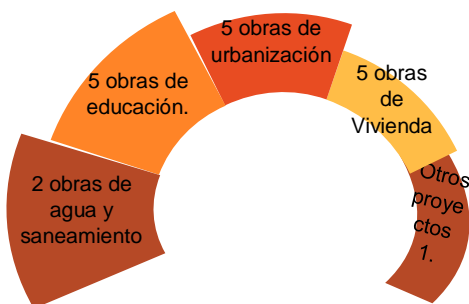 2 obras de
agua y
saneamiento
5 obras de
educación.
5 obras de
urbanización
5 obras
de
Vivienda
Otros
proye
ctos
1.